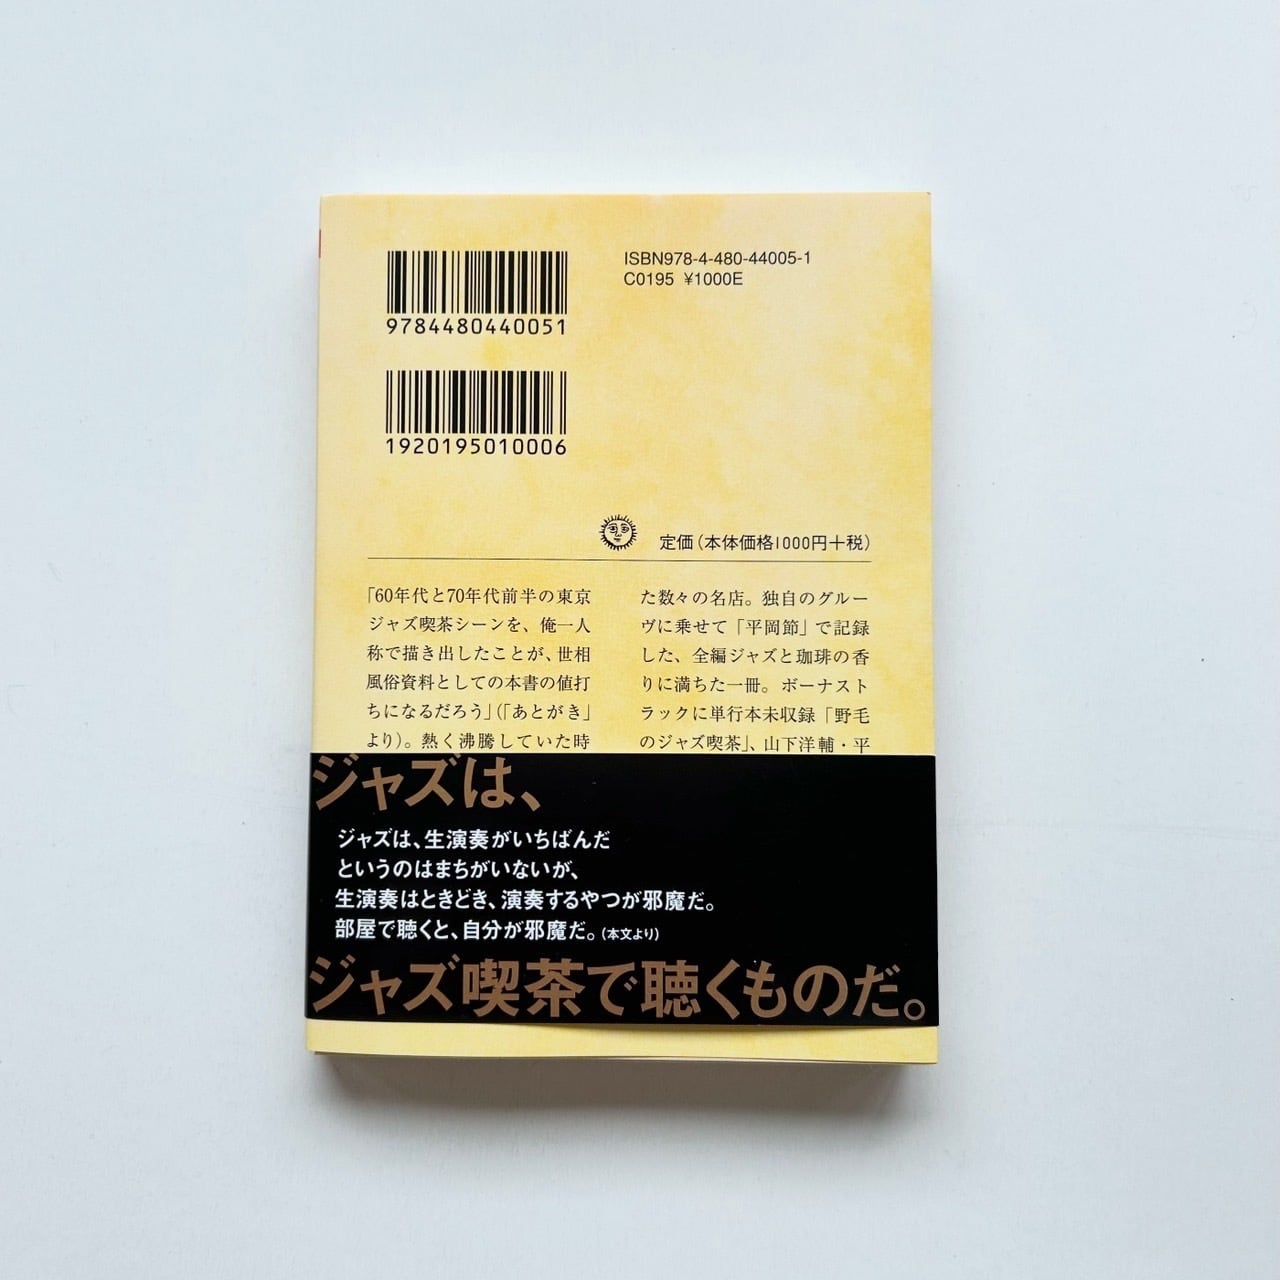 9784480440051
ISBN978-4-480-44005-1
C0195 ¥1000E
1920195010006
定価(本体価格1000円+税)
「60年代と70年代前半の東京
ジャズ喫茶シーンを、俺一人
称で描き出したことが、世相
風俗資料としての本書の値打
ちになるだろう」(「あとがき」
より)。熱く沸騰していた時
た数々の名店。独自のグルー
ヴに乗せて「平岡節」で記録
した、全編ジャズと珈琲の香
りに満ちた一冊。ボーナスト
ラックに単行本未収録「野毛
のジャズ喫茶」、山下洋輔・平
ジャズは、
ジャズは、生演奏がいちばんだ
というのはまちがいないが、
生演奏はときどき、演奏するやつが邪魔だ。
部屋で聴くと、自分が邪魔だ。(本文より)
ジャズ喫茶で聴くものだ。